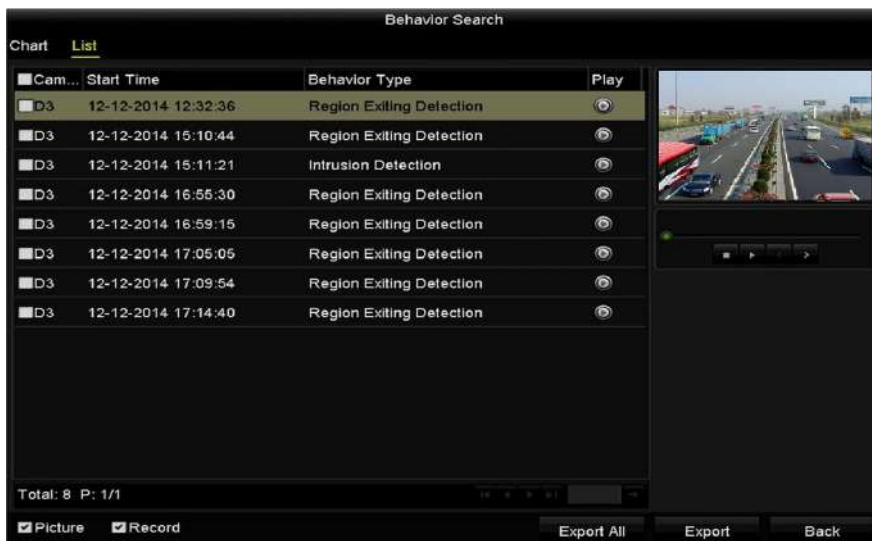 Behavior Search
Chart List
Cam... Start Time Behavior Type Play
D3 12-12-2014 12:32:36 Region Exiting Detection
D3 12-12-2014 15:10:44 Region Exiting Detection
D3 12-12-2014 15:11:21 Intrusion Detection
D3 12-12-2014 16:55:30 Region Exiting Detection
D3 12-12-2014 16:59:15 Region Exiting Detection
D3 12-12-2014 17:05:05 Region Exiting Detection
D3 12-12-2014 17:09:54 Region Exiting Detection
D3 12-12-2014 17:14:40 Region Exiting Detection
Total: 8 P: 1/1
Picture Record Export All Export Back